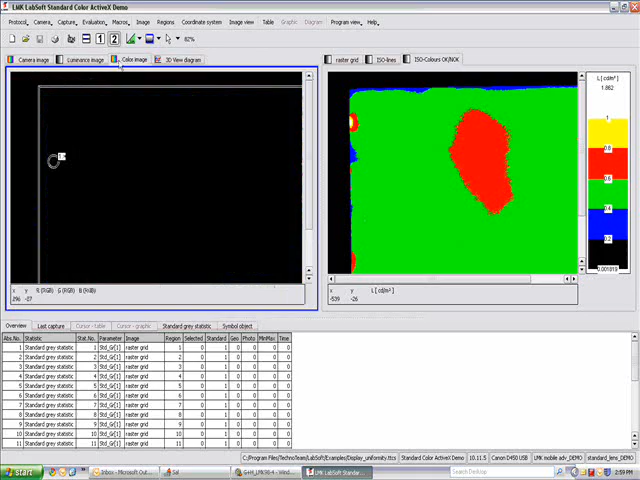 LMK LabSoft Standard Color ActiveX Demo
Protocol Camera Capture Evaluation Macros Image Regions Coordinate system Image view Table Graphic Diagram Program view Help
1 2 82%
Camera image Luminance image Color image 3D View diagram
raster grid ISO-lines ISO-Colours OK/NOK
L [ cd/m² ]
1.862
1
0.8
0.6
0.4
0.2
0.001819
x y R (RGB) G (RGB) B (RGB)
296 -27
x y L [ cd/m² ]
-539 -26
Overview Last capture Cursor - table Cursor - graphic Standard grey statistic Symbol object
Abs.No. Statistic Stat.No. Parameter Image Region Selected Standard Geo Photo MinMax Time
1 Standard grey statistic 1 Std_Gr[1] raster grid 1 0 1 0 0 0 0
2 Standard grey statistic 2 Std_Gr[1] raster grid 2 0 1 0 0 0 0
3 Standard grey statistic 3 Std_Gr[1] raster grid 3 0 1 0 0 0 0
4 Standard grey statistic 4 Std_Gr[1] raster grid 4 0 1 0 0 0 0
5 Standard grey statistic 5 Std_Gr[1] raster grid 5 0 1 0 0 0 0
6 Standard grey statistic 6 Std_Gr[1] raster grid 6 0 1 0 0 0 0
7 Standard grey statistic 7 Std_Gr[1] raster grid 7 0 1 0 0 0 0
8 Standard grey statistic 8 Std_Gr[1] raster grid 8 0 1 0 0 0 0
9 Standard grey statistic 9 Std_Gr[1] raster grid 9 0 1 0 0 0 0
10 Standard grey statistic 10 Std_Gr[1] raster grid 10 0 1 0 0 0 0
11 Standard grey statistic 11 Std_Gr[1] raster grid 11 0 1 0 0 0 0
C:/Program Files/TechnoTeam/LabSoft/Examples/Display_uniformity.ttcs Standard Color ActiveX Demo 10.11.5 Canon D450 USB LMK mobile adv_DEMO standard_lens_DEMO
start Inbox - Microsoft Out... Sal G+H_LMK98-4 - Wind... LMK LabSoft Standar... Search Desktop 2:59 PM